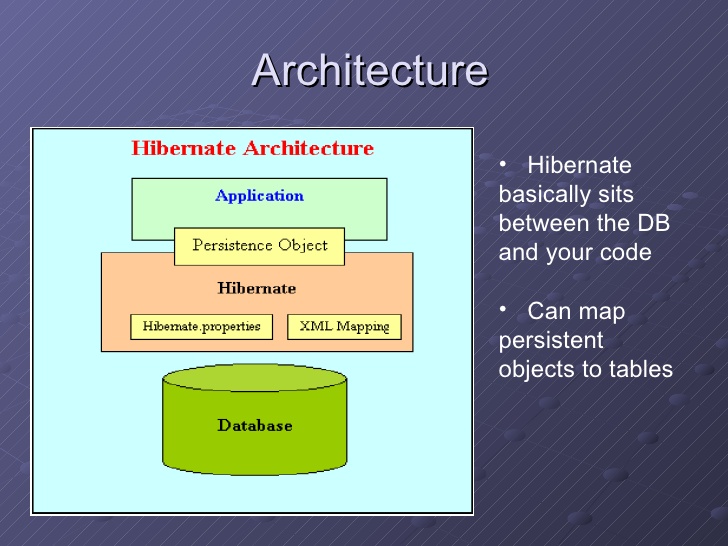 Architecture
Hibernate Architecture
Application
Persistence Object
Hibernate
Hibernate.properties XML Mapping
Database
• Hibernate
basically sits
between the DB
and your code
• Can map
persistent
objects to tables